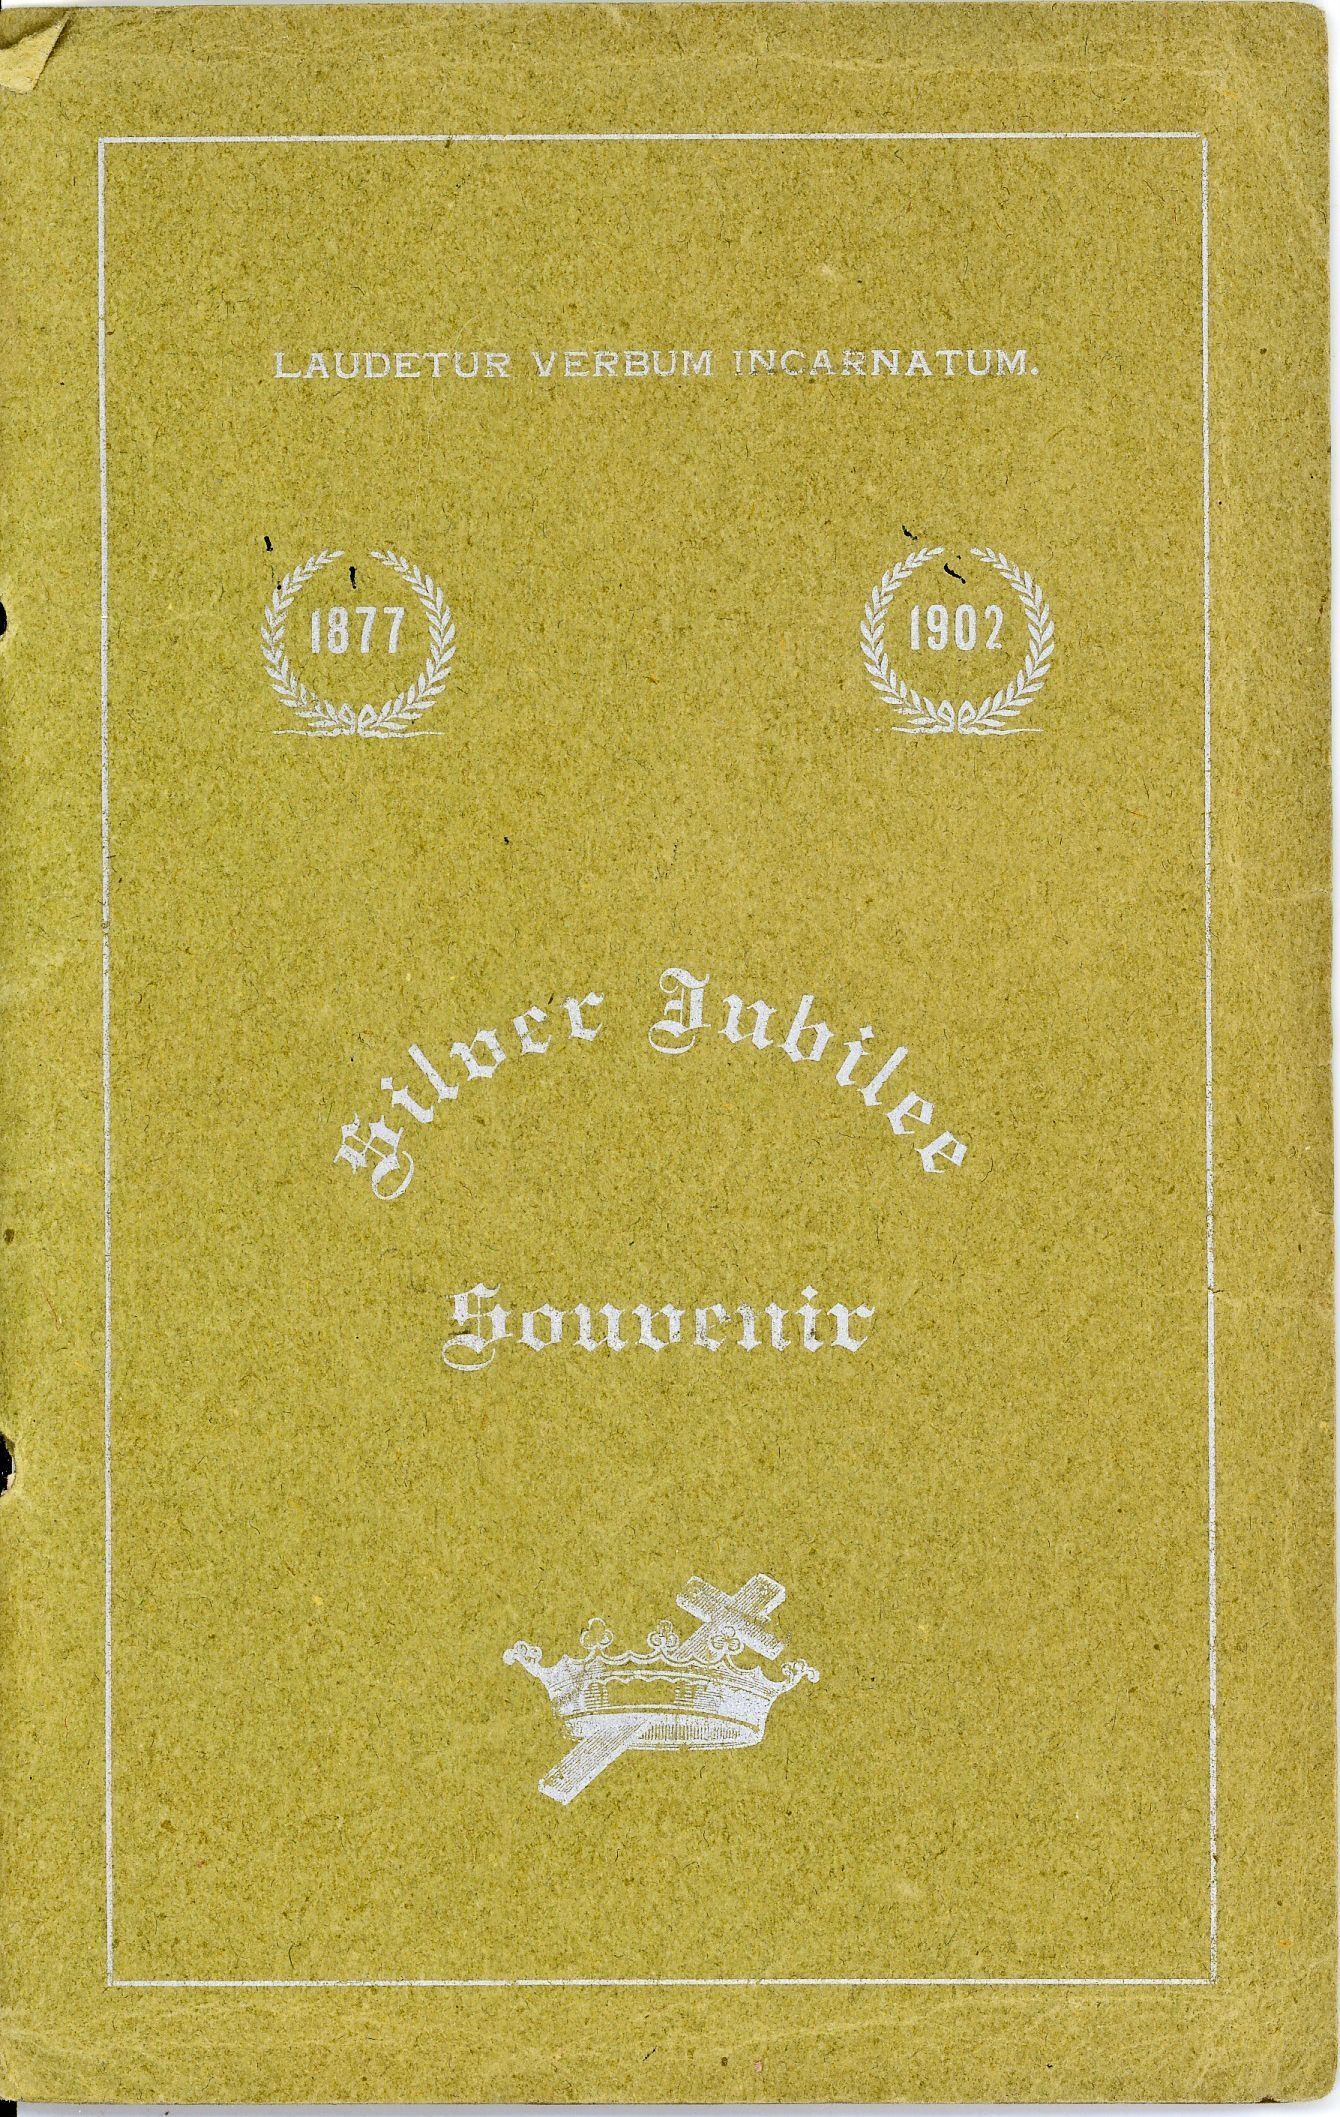 LAUDETUR VERBUM INCARNATUM.
1877 1902
Silver Jubilee
Souvenir